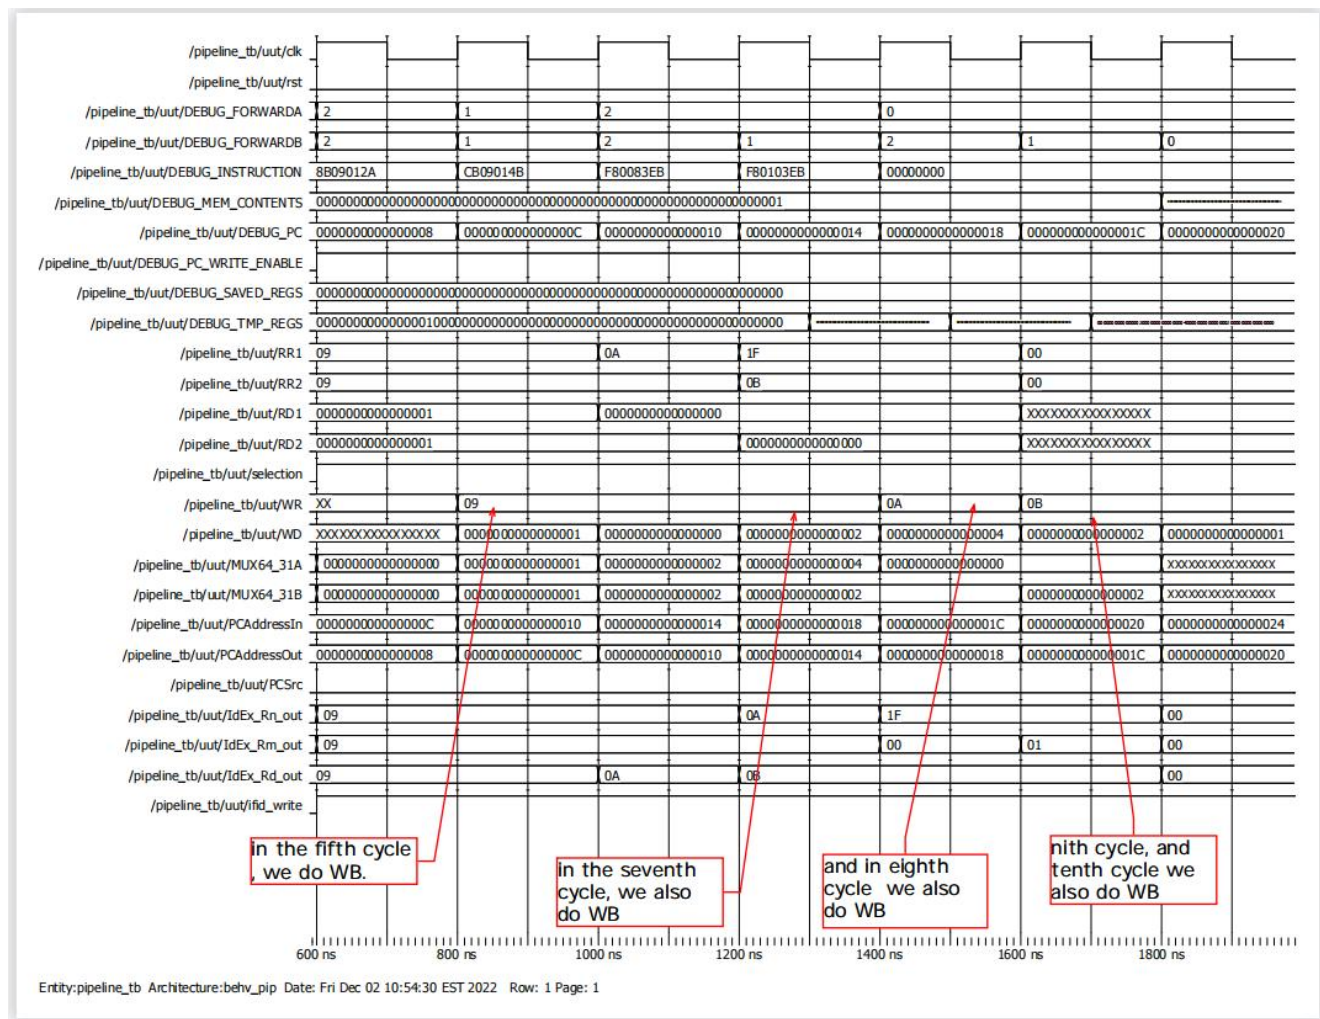 /pipeline_tb/uut/clk
/pipeline_tb/uut/rst
/pipeline_tb/uut/DEBUG_FORWARDA 2 1 2 0
/pipeline_tb/uut/DEBUG_FORWARDB 2 1 2 1 2 1 0
/pipeline_tb/uut/DEBUG_INSTRUCTION 8B09012A CB09014B F80083EB F80103EB 00000000
/pipeline_tb/uut/DEBUG_MEM_CONTENTS
/pipeline_tb/uut/DEBUG_PC 0000000000000008 000000000000000C 0000000000000010 0000000000000014 0000000000000018 000000000000001C 0000000000000020
/pipeline_tb/uut/DEBUG_PC_WRITE_ENABLE
/pipeline_tb/uut/DEBUG_SAVED_REGS
/pipeline_tb/uut/DEBUG_TMP_REGS
/pipeline_tb/uut/RR1 09 0A 1F 00
/pipeline_tb/uut/RR2 09 0B 00
/pipeline_tb/uut/RD1 0000000000000001 0000000000000000 XXXXXXXXXXXXXXXX
/pipeline_tb/uut/RD2 0000000000000001 0000000000000000 XXXXXXXXXXXXXXXX
/pipeline_tb/uut/selection
/pipeline_tb/uut/WR XX 09 0A 0B
/pipeline_tb/uut/WD XXXXXXXXXXXXXXXX 0000000000000001 0000000000000000 0000000000000002 0000000000000004 0000000000000002 0000000000000001
/pipeline_tb/uut/MUX64_31A 0000000000000000 0000000000000001 0000000000000002 0000000000000004 0000000000000000 XXXXXXXXXXXXXXXX
/pipeline_tb/uut/MUX64_31B 0000000000000000 0000000000000001 0000000000000002 0000000000000002 0000000000000002 XXXXXXXXXXXXXXXX
/pipeline_tb/uut/PCAddressIn 000000000000000C 0000000000000010 0000000000000014 0000000000000018 000000000000001C 0000000000000020 0000000000000024
/pipeline_tb/uut/PCAddressOut 0000000000000008 000000000000000C 0000000000000010 0000000000000014 0000000000000018 000000000000001C 0000000000000020
/pipeline_tb/uut/PCSrc
/pipeline_tb/uut/IdEx_Rn_out 09 0A 1F 00
/pipeline_tb/uut/IdEx_Rm_out 09 00 01 00
/pipeline_tb/uut/IdEx_Rd_out 09 0A 0B 00
/pipeline_tb/uut/ifid_write
in the fifth cycle
, we do WB.
in the seventh
cycle, we also
do WB
and in eighth
cycle we also
do WB
nith cycle, and
tenth cycle we
also do WB
600 ns 800 ns 1000 ns 1200 ns 1400 ns 1600 ns 1800 ns
Entity:pipeline_tb Architecture:behv_pip Date: Fri Dec 02 10:54:30 EST 2022 Row: 1 Page: 1